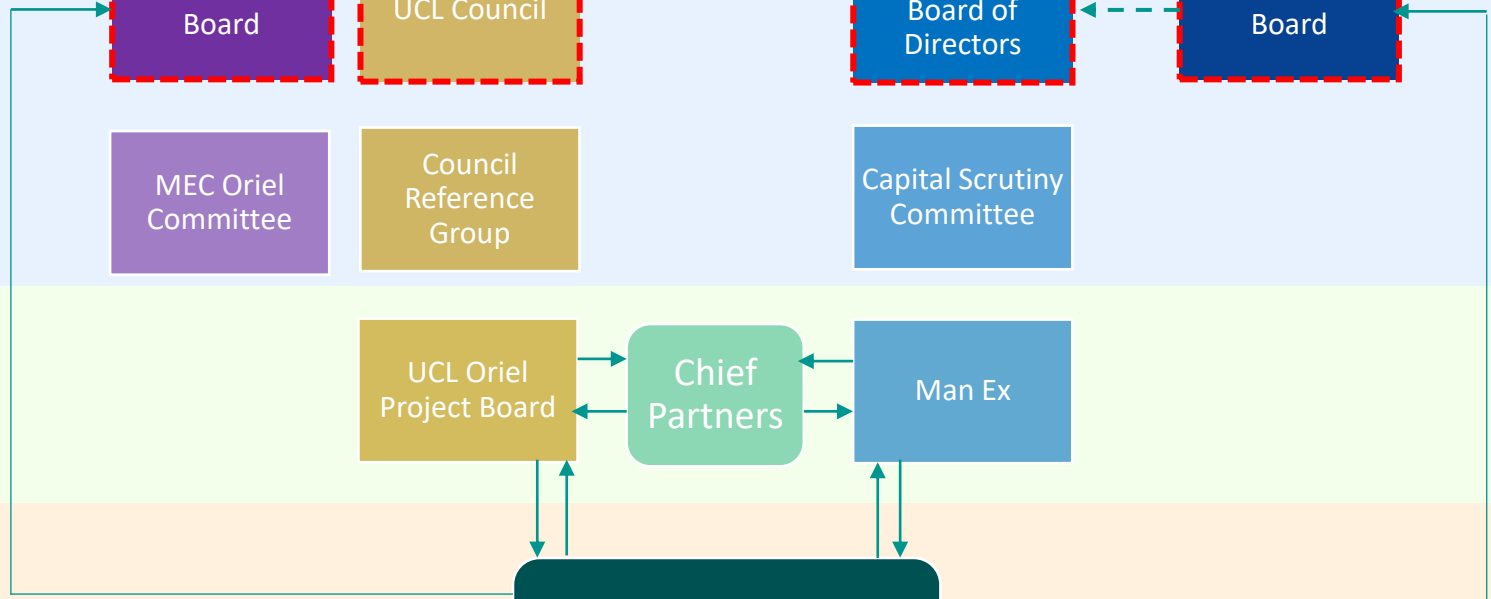 Board
UCL Council
Board of
Directors
Board
MEC Oriel
Committee
Council
Reference
Group
Capital Scrutiny
Committee
UCL Oriel
Project Board
Chief
Partners
Man Ex